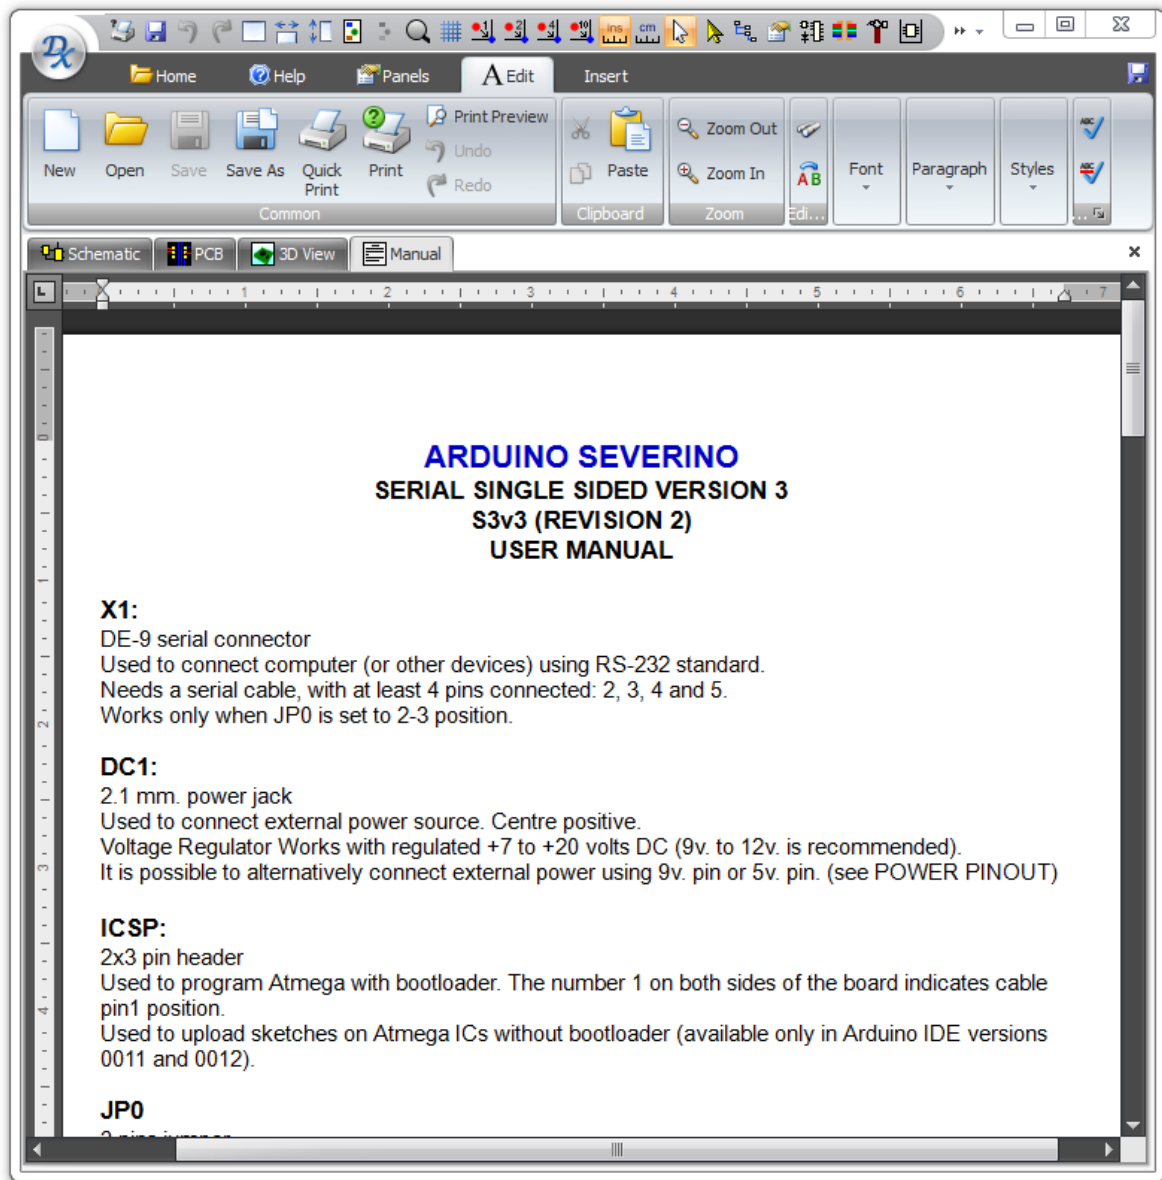 Home Help Panels A Edit Insert
New Open Save Save As Quick Print Print Print Preview
Undo
Redo
Paste Zoom Out
Zoom In
Font Paragraph Styles
Common Clipboard Zoom Edi... ...
Schematic PCB 3D View Manual
1 2 3 4 5 6 7
ARDUINO SEVERINO
SERIAL SINGLE SIDED VERSION 3
S3v3 (REVISION 2)
USER MANUAL
X1:
DE-9 serial connector
Used to connect computer (or other devices) using RS-232 standard.
Needs a serial cable, with at least 4 pins connected: 2, 3, 4 and 5.
Works only when JP0 is set to 2-3 position.
DC1:
2.1 mm. power jack
Used to connect external power source. Centre positive.
Voltage Regulator Works with regulated +7 to +20 volts DC (9v. to 12v. is recommended).
It is possible to alternatively connect external power using 9v. pin or 5v. pin. (see POWER PINOUT)
ICSP:
2x3 pin header
Used to program Atmega with bootloader. The number 1 on both sides of the board indicates cable
pin1 position.
Used to upload sketches on Atmega ICs without bootloader (available only in Arduino IDE versions
0011 and 0012).
JP0